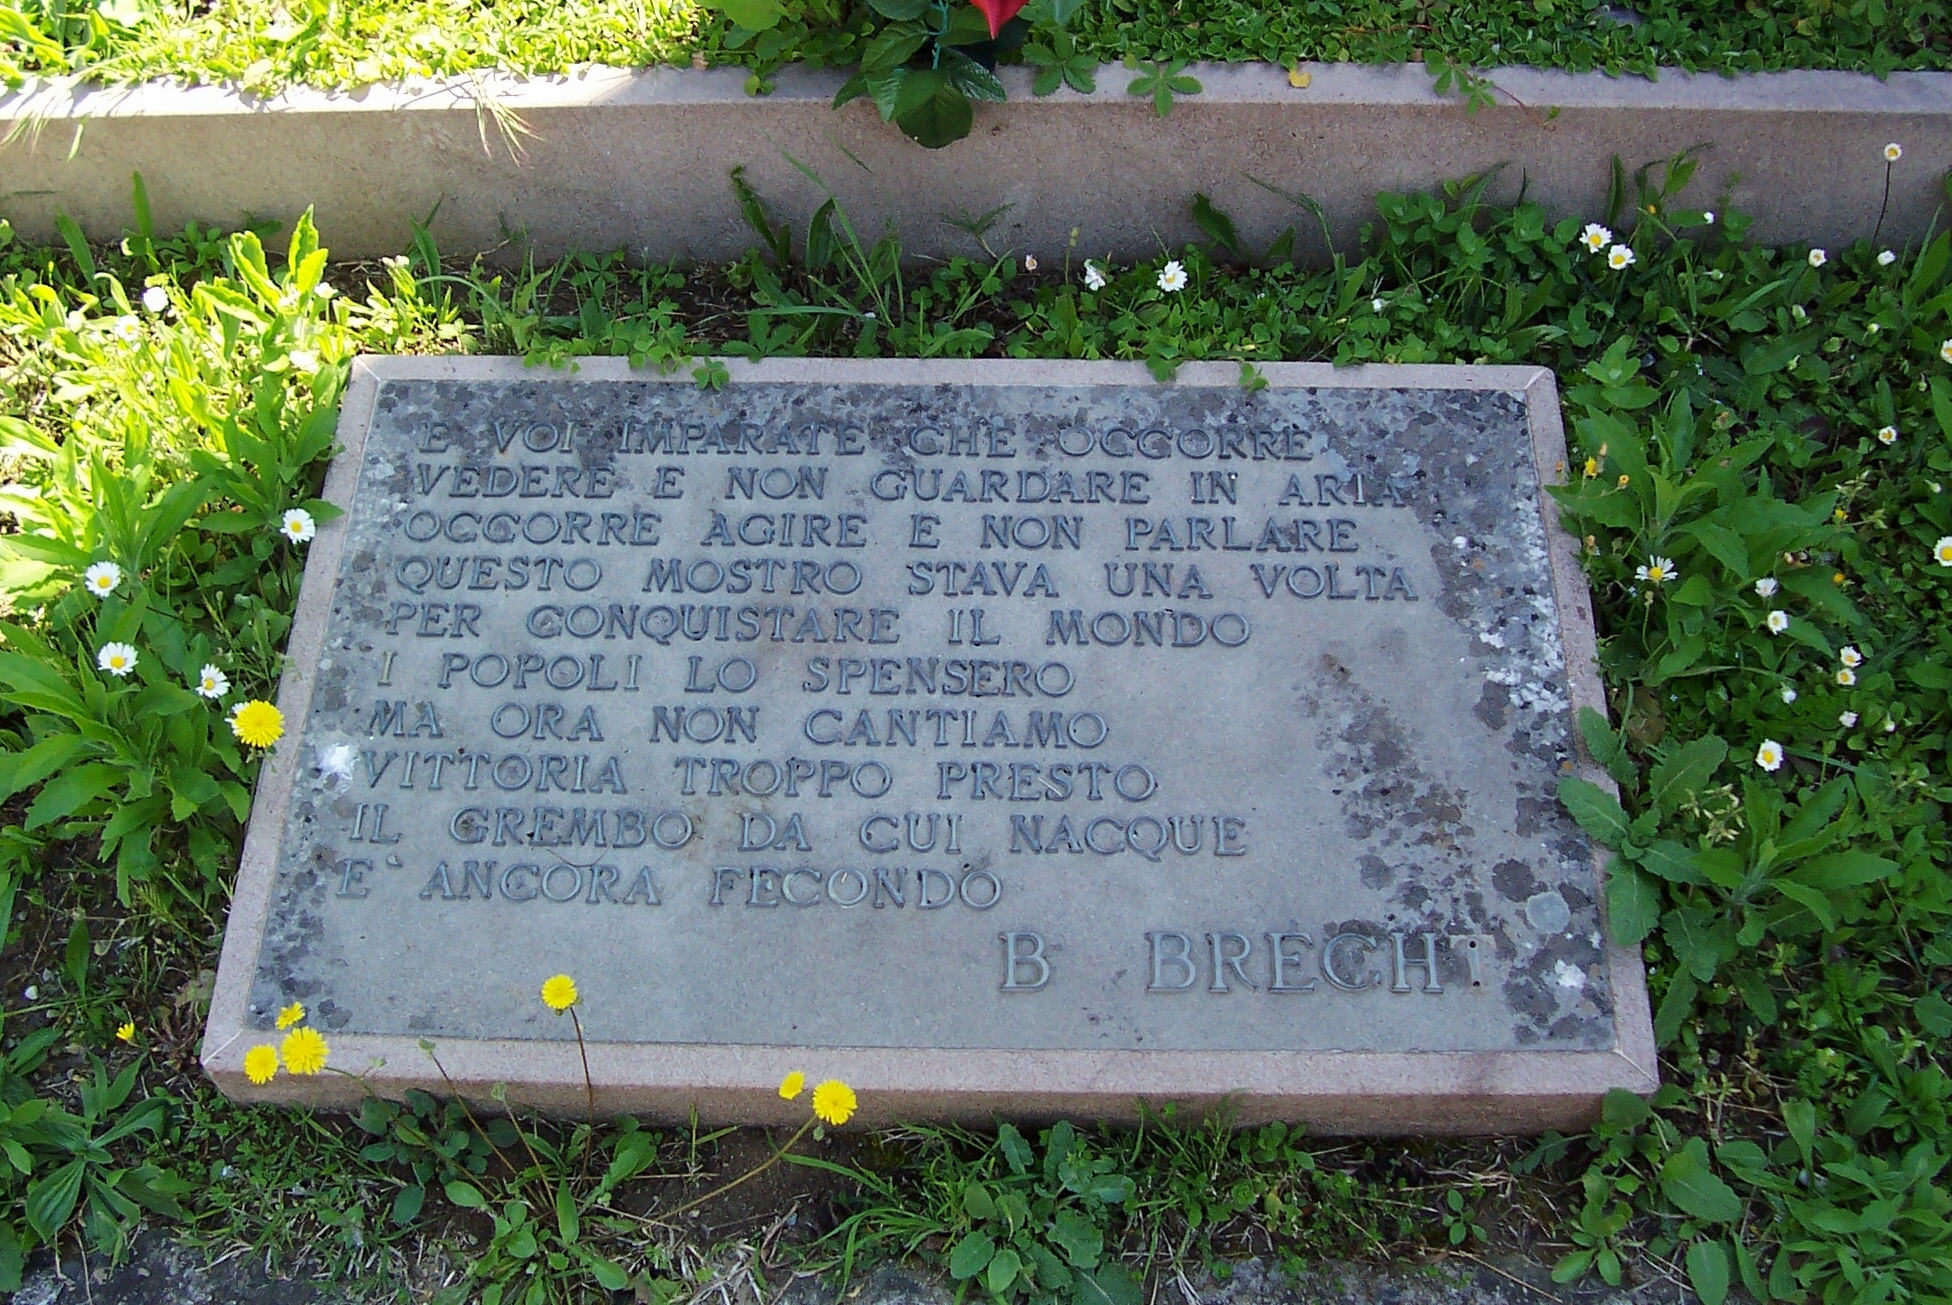 E VOI IMPARATE CHE OCCORRE
VEDERE E NON GUARDARE IN ARIA
OCCORRE AGIRE E NON PARLARE
QUESTO MOSTRO STAVA UNA VOLTA
PER CONQUISTARE IL MONDO
I POPOLI LO SPENSERO
MA ORA NON CANTIAMO
VITTORIA TROPPO PRESTO
IL GREMBO DA CUI NACQUE
E' ANCORA FECONDO
B BRECHT